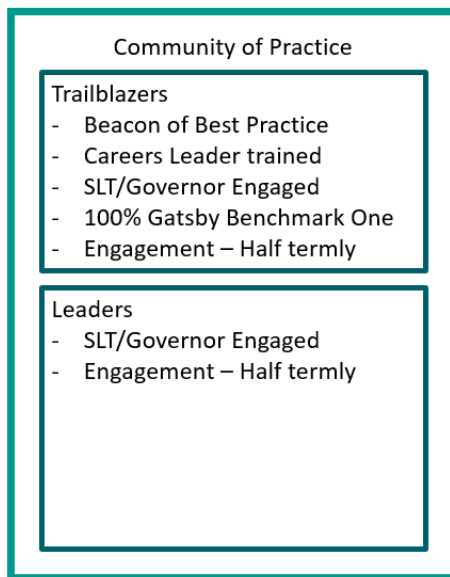 Community of Practice
Trailblazers
- Beacon of Best Practice
- Careers Leader trained
- SLT/Governor Engaged
- 100% Gatsby Benchmark One
- Engagement – Half termly
Leaders
- SLT/Governor Engaged
- Engagement – Half termly